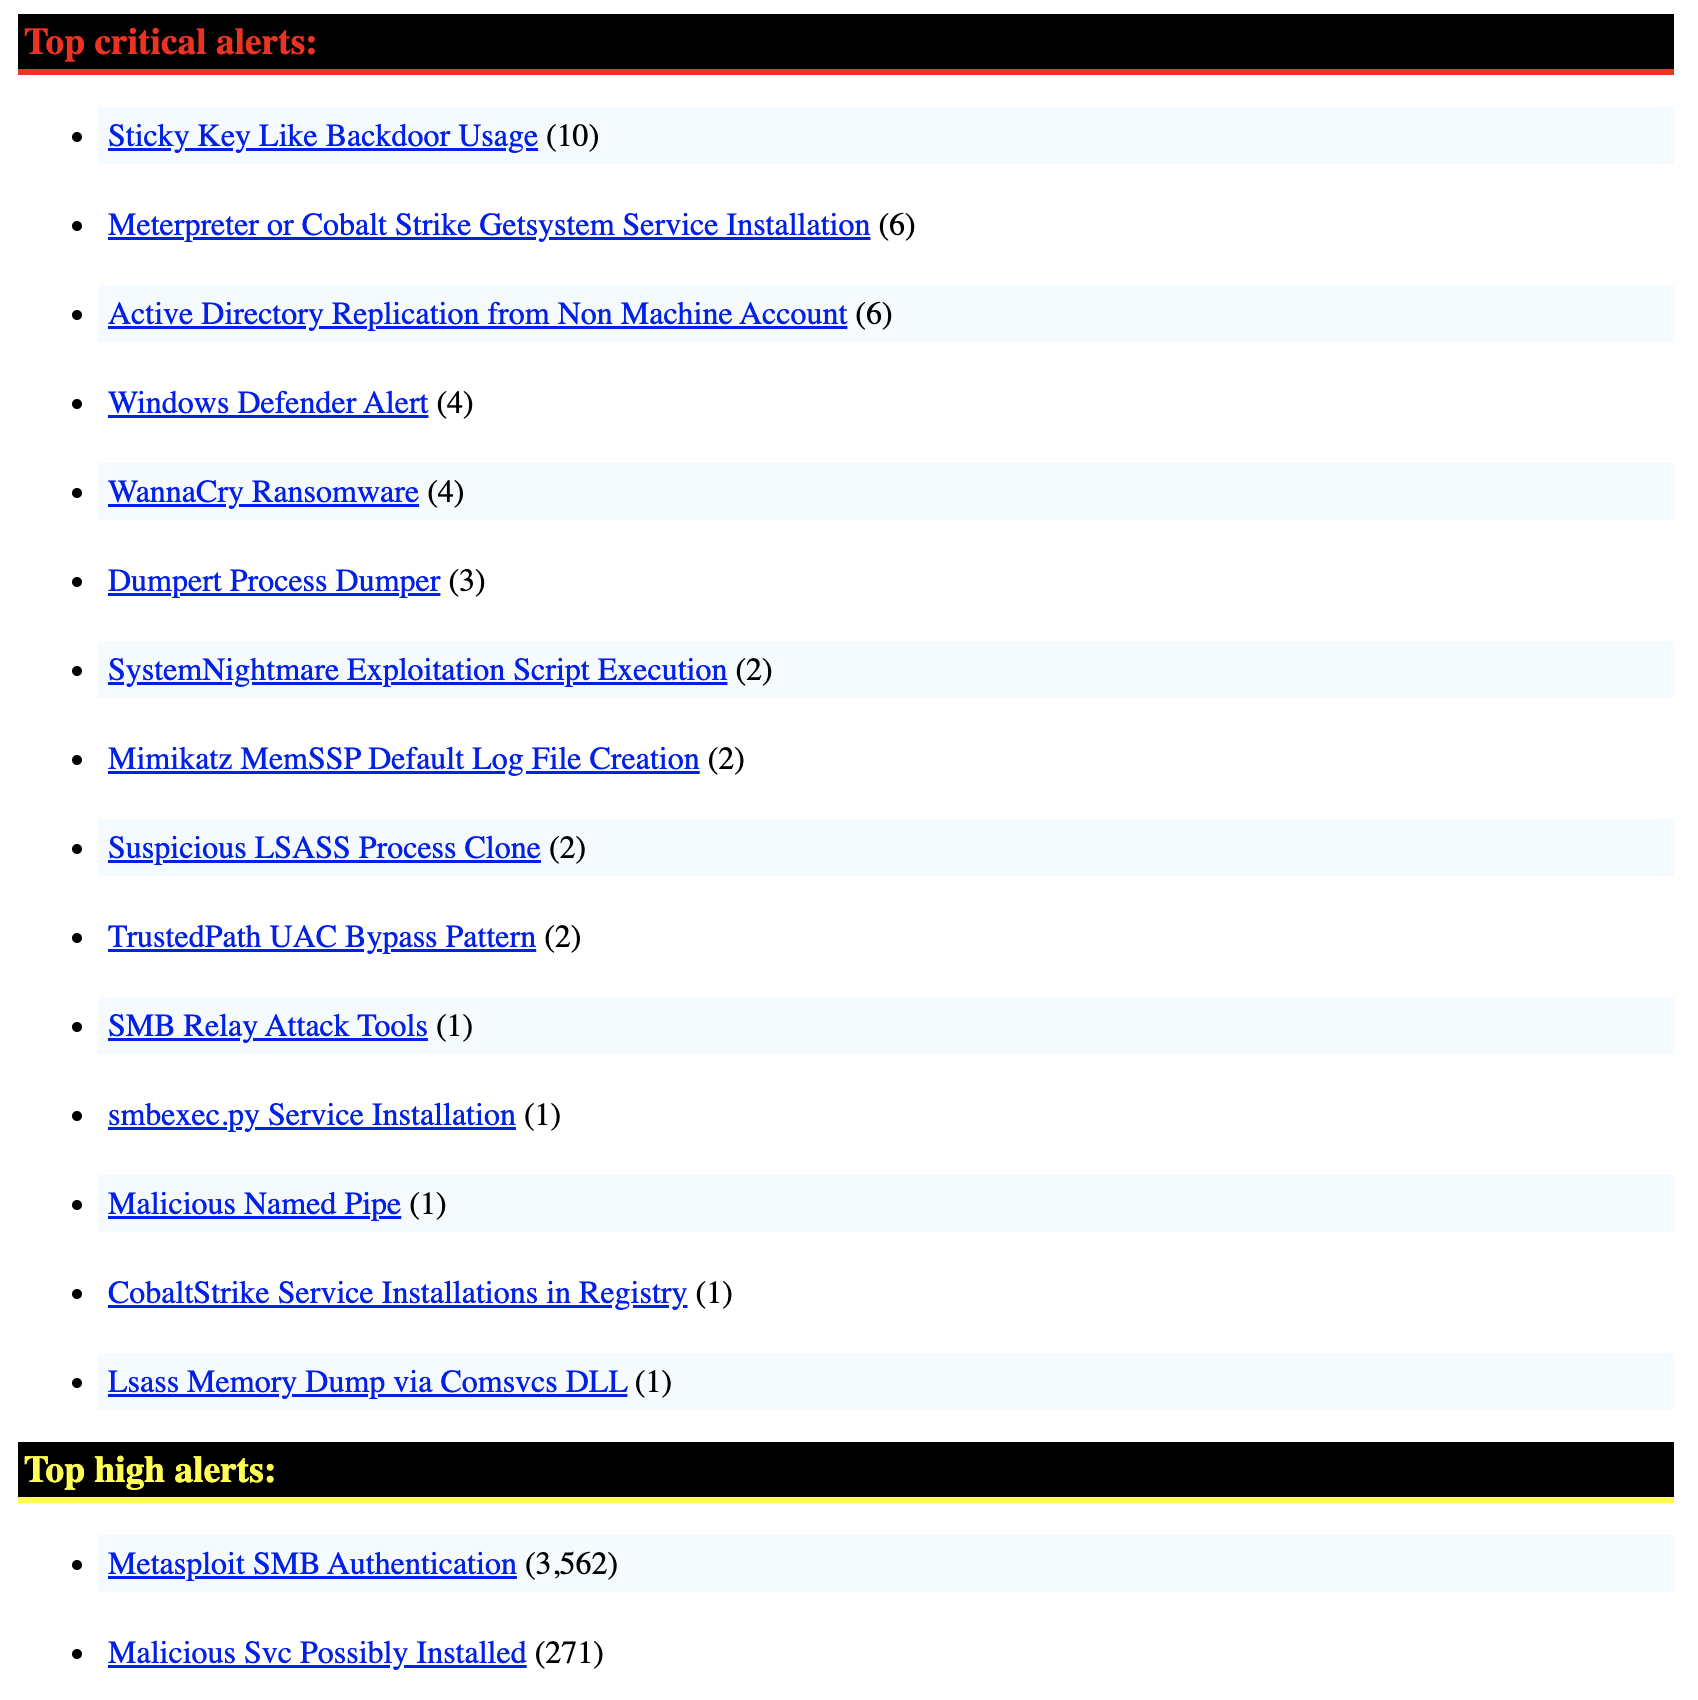 Top critical alerts:
Sticky Key Like Backdoor Usage (10)
Meterpreter or Cobalt Strike Getsystem Service Installation (6)
Active Directory Replication from Non Machine Account (6)
Windows Defender Alert (4)
WannaCry Ransomware (4)
Dumpert Process Dumper (3)
SystemNightmare Exploitation Script Execution (2)
Mimikatz MemSSP Default Log File Creation (2)
Suspicious LSASS Process Clone (2)
TrustedPath UAC Bypass Pattern (2)
SMB Relay Attack Tools (1)
smbexec.py Service Installation (1)
Malicious Named Pipe (1)
CobaltStrike Service Installations in Registry (1)
Lsass Memory Dump via Comsvcs DLL (1)
Top high alerts:
Metasploit SMB Authentication (3,562)
Malicious Svc Possibly Installed (271)